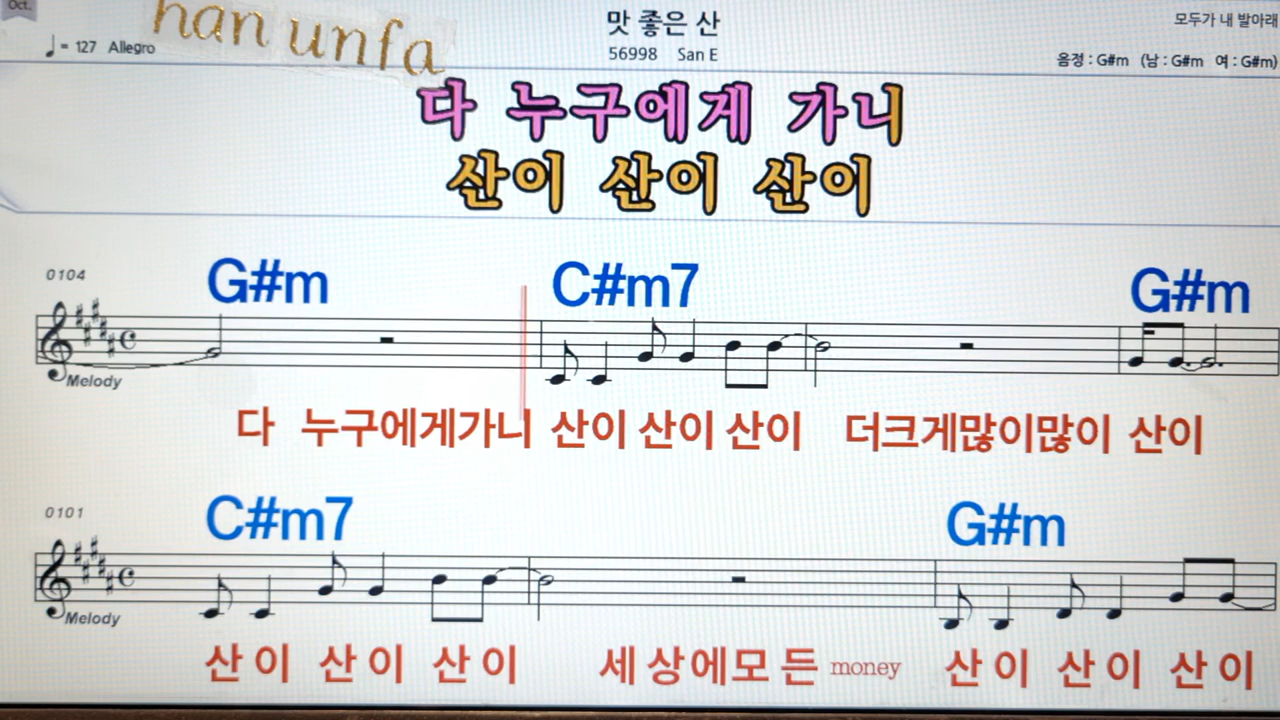 Oct.
han unfa
맛 좋은 산
모두가 내 발아래
♩= 127 Allegro
56998 San E
음정 : G#m (남 : G#m 여 : G#m)
다 누구에게 가니
산이 산이 산이
0104
G#m C#m7 G#m
Melody
다 누구에게가니 산이 산이 산이 더크게많이많이 산이
0101
C#m7 G#m
Melody
산이 산이 산이 세상에모든 money 산이 산이 산이